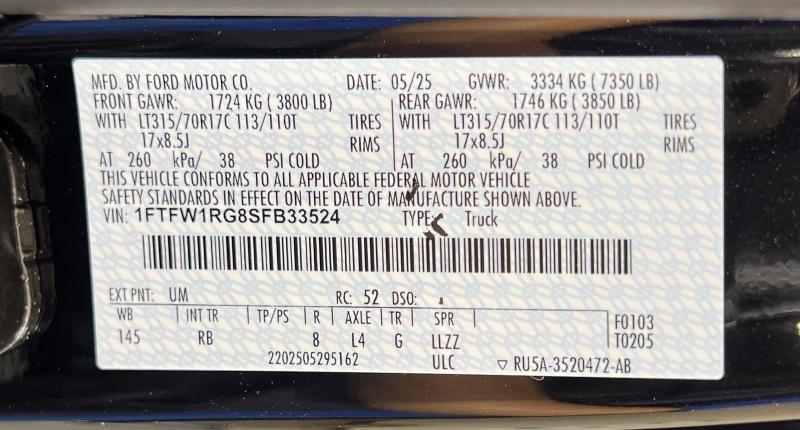 MFD. BY FORD MOTOR CO. DATE: 05/25 GVWR: 3334 KG ( 7350 LB)
FRONT GAWR: 1724 KG ( 3800 LB) REAR GAWR: 1746 KG ( 3850 LB)
WITH LT315/70R17C 113/110T TIRES WITH LT315/70R17C 113/110T TIRES
17x8.5J RIMS 17x8.5J RIMS
AT 260 kPa/ 38 PSI COLD AT 260 kPa/ 38 PSI COLD
THIS VEHICLE CONFORMS TO ALL APPLICABLE FEDERAL MOTOR VEHICLE
SAFETY STANDARDS IN EFFECT ON THE DATE OF MANUFACTURE SHOWN ABOVE.
VIN: 1FTFW1RG8SFB33524 TYPE: Truck
EXT PNT: UM RC: 52 DSO:
WB INT TR TP/PS R AXLE TR SPR F0103
145 RB 8 L4 G LLZZ T0205
2202505295162 ULC ▽ RU5A-3520472-AB